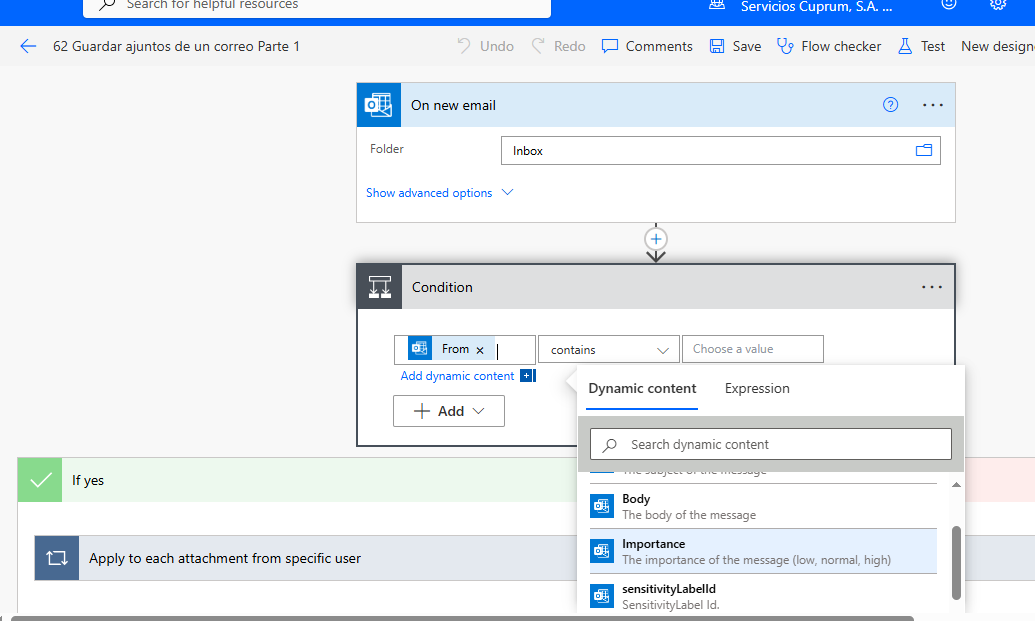 Search for helpful resources
Servicios Cuprum, S.A. ...
62 Guardar ajuntos de un correo Parte 1
Undo
Redo
Comments
Save
Flow checker
Test
New design
On new email
Folder
Inbox
Show advanced options
Condition
From
contains
Choose a value
Add dynamic content
Add
Dynamic content
Expression
Search dynamic content
The subject of the message
Body
The body of the message
Importance
The importance of the message (low, normal, high)
sensitivityLabelId
SensitivityLabel Id.
If yes
Apply to each attachment from specific user